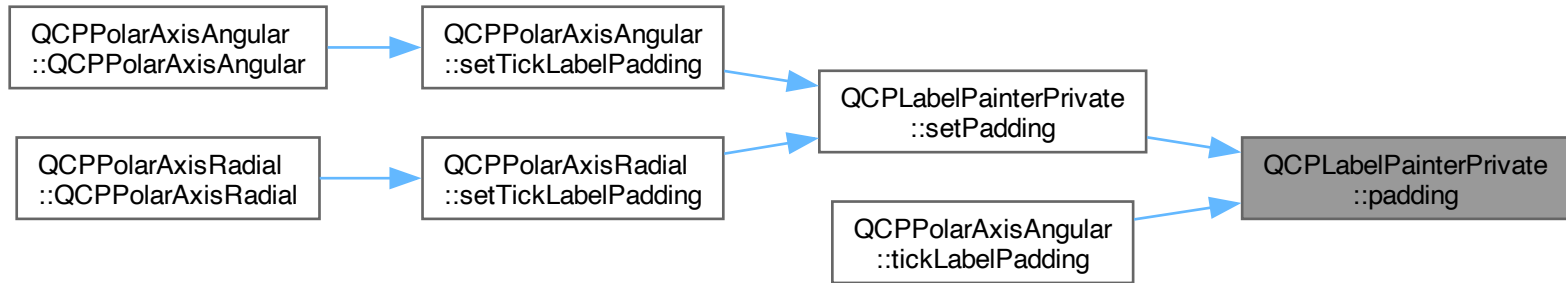 QCPPolarAxisAngular
::QCPPolarAxisAngular
QCPPolarAxisAngular
::setTickLabelPadding
QCPLabelPainterPrivate
::setPadding
QCPLabelPainterPrivate
::padding
QCPPolarAxisRadial
::QCPPolarAxisRadial
QCPPolarAxisRadial
::setTickLabelPadding
QCPPolarAxisAngular
::tickLabelPadding